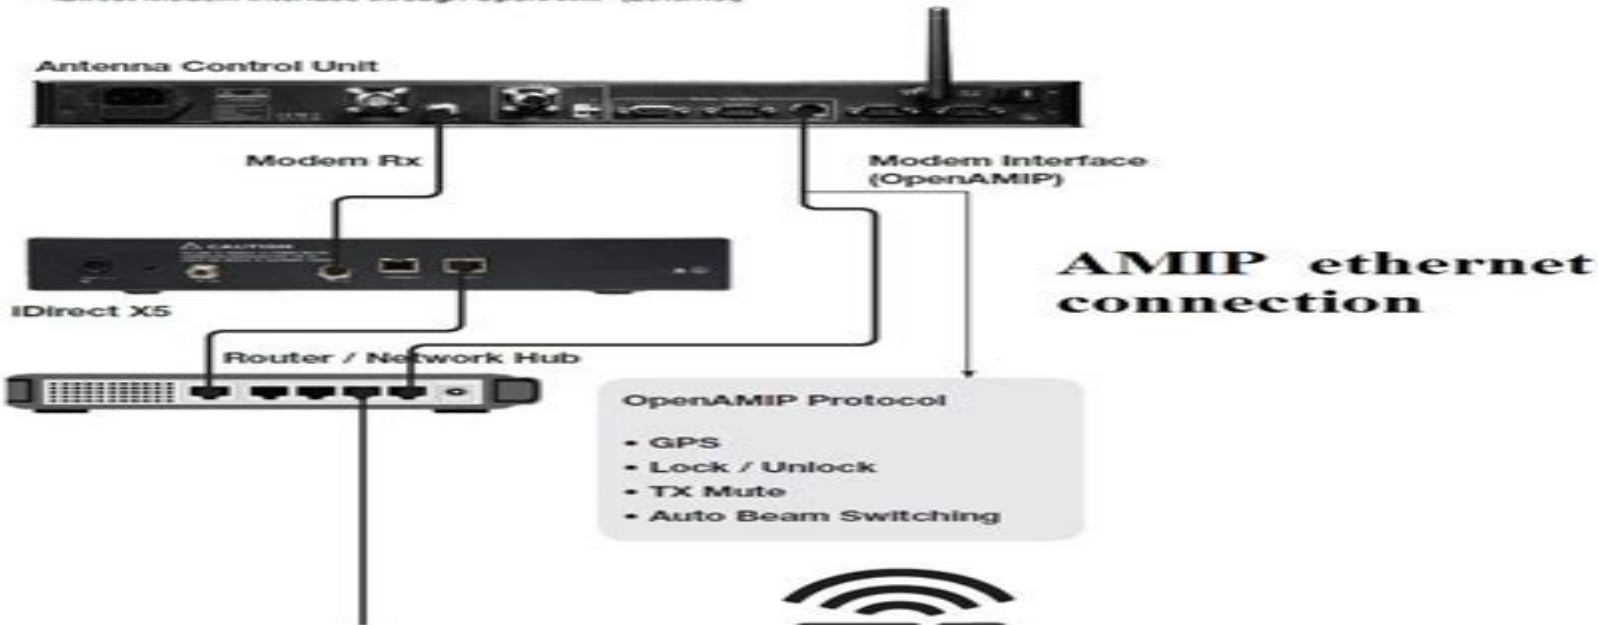 Antenna Control Unit
Modem Rx
Modem Interface
(OpenAMIP)
CAUTION
AMIP ethernet
connection
iDirect X5
Router / Network Hub
OpenAMIP Protocol
• GPS
• Lock / Unlock
• TX Mute
• Auto Beam Switching